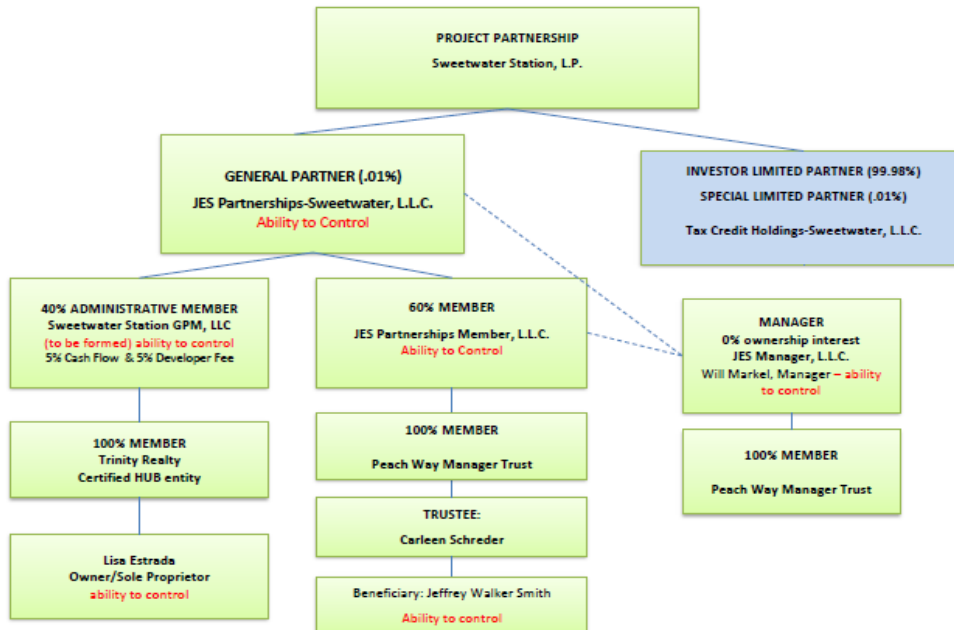 PROJECT PARTNERSHIP
Sweetwater Station, L.P.
GENERAL PARTNER (.01%)
JES Partnerships-Sweetwater, L.L.C.
Ability to Control
INVESTOR LIMITED PARTNER (99.98%)
SPECIAL LIMITED PARTNER (.01%)
Tax Credit Holdings-Sweetwater, L.L.C.
40% ADMINISTRATIVE MEMBER
Sweetwater Station GPM, LLC
(to be formed) ability to control
5% Cash Flow & 5% Developer Fee
60% MEMBER
JES Partnerships Member, L.L.C.
Ability to Control
MANAGER
0% ownership interest
JES Manager, L.L.C.
Will Markel, Manager – ability
to control
100% MEMBER
Trinity Realty
Certified HUB entity
100% MEMBER
Peach Way Manager Trust
100% MEMBER
Peach Way Manager Trust
TRUSTEE:
Carleen Schreder
Lisa Estrada
Owner/Sole Proprietor
ability to control
Beneficiary: Jeffrey Walker Smith
Ability to control